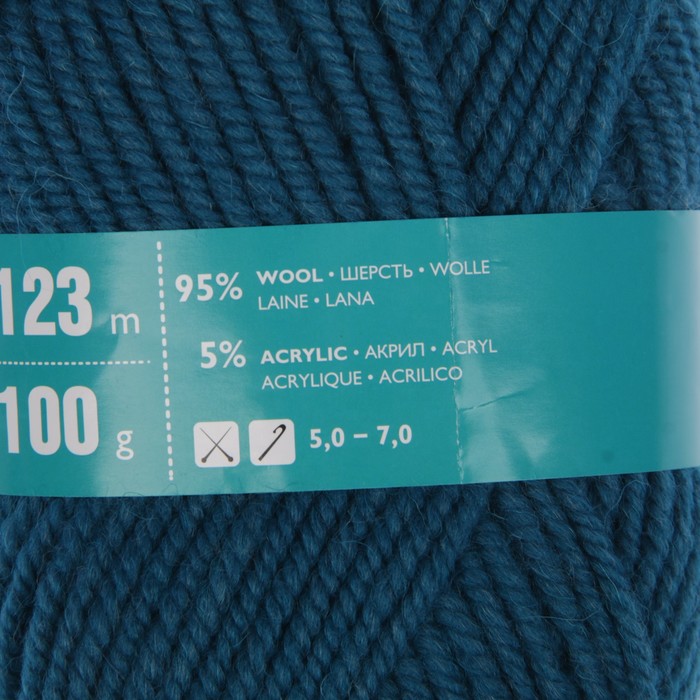 123 m
100 g
95% WOOL • ШЕРСТЬ • WOLLE
LAINE • LANA
5% ACRYLIC • АКРИЛ • ACRYL
ACRYLIQUE • ACRILICO
5,0 – 7,0